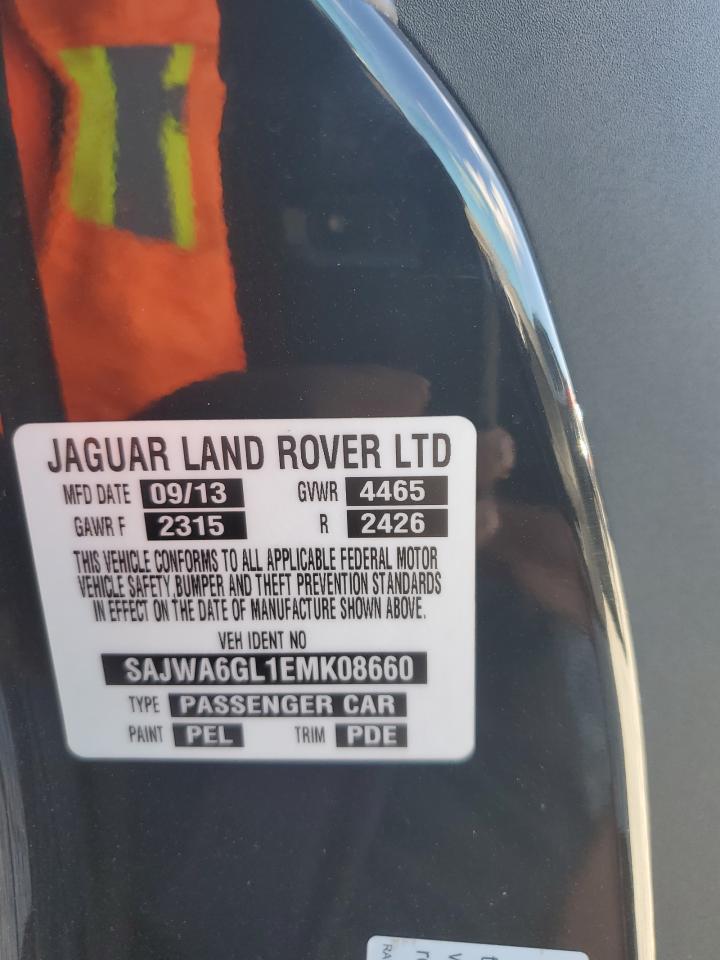 JAGUAR LAND ROVER LTD
MFD DATE 09/13 GVWR 4465
GAWR F 2315 R 2426
THIS VEHICLE CONFORMS TO ALL APPLICABLE FEDERAL MOTOR
VEHICLE SAFETY,BUMPER AND THEFT PREVENTION STANDARDS
IN EFFECT ON THE DATE OF MANUFACTURE SHOWN ABOVE.
VEH IDENT NO
SAJWA6GL1EMK08660
TYPE PASSENGER CAR
PAINT PEL TRIM PDE